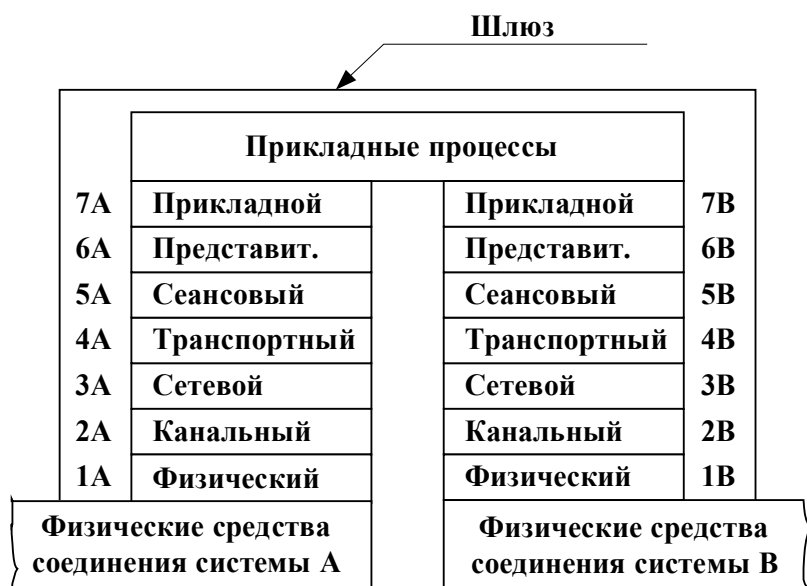 Шлюз
Прикладные процессы
7А Прикладной Прикладной 7В
6А Представит. Представит. 6В
5А Сеансовый Сеансовый 5В
4А Транспортный Транспортный 4В
3А Сетевой Сетевой 3В
2А Канальный Канальный 2В
1А Физический Физический 1В
Физические средства
соединения системы А
Физические средства
соединения системы В